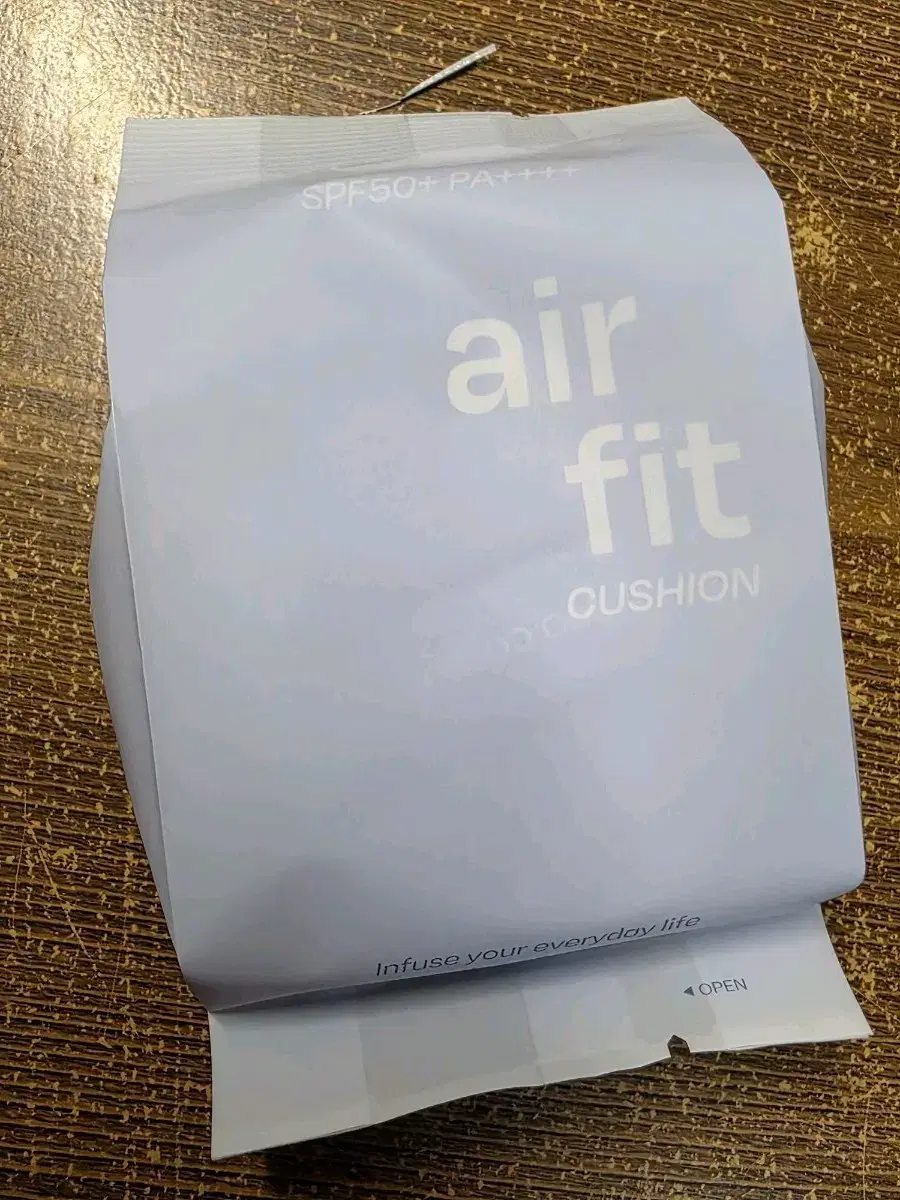 SPF50+ PA++++
air
fit
CUSHION
Infuse your everyday life
◀ OPEN